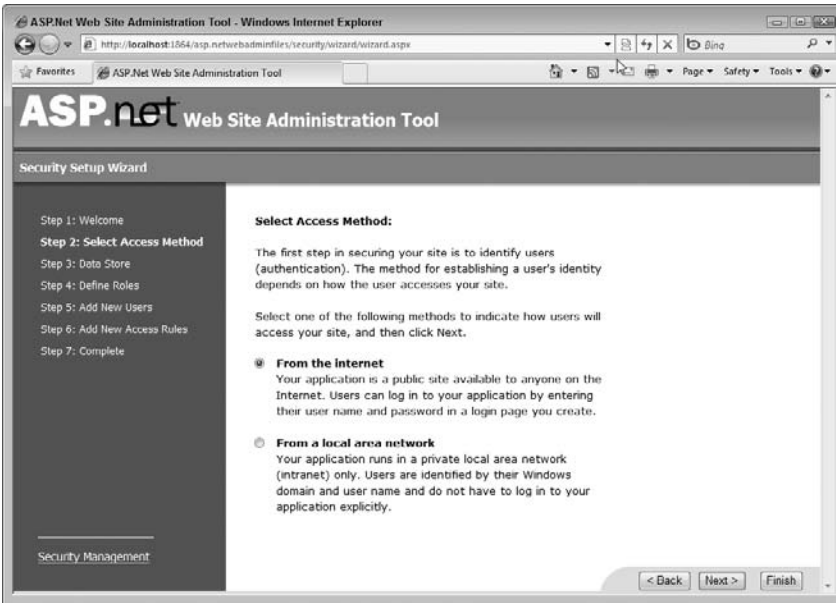 ASP.Net Web Site Administration Tool - Windows Internet Explorer
http://localhost:1864/asp.netwebadminfiles/security/wizard/wizard.aspx
Bing
Favorites
ASP.Net Web Site Administration Tool
Page
Safety
Tools
ASP.net Web Site Administration Tool
Security Setup Wizard
Step 1: Welcome
Step 2: Select Access Method
Step 3: Data Store
Step 4: Define Roles
Step 5: Add New Users
Step 6: Add New Access Rules
Step 7: Complete
Security Management
Select Access Method:
The first step in securing your site is to identify users
(authentication). The method for establishing a user's identity
depends on how the user accesses your site.
Select one of the following methods to indicate how users will
access your site, and then click Next.
From the internet
Your application is a public site available to anyone on the
Internet. Users can log in to your application by entering
their user name and password in a login page you create.
From a local area network
Your application runs in a private local area network
(intranet) only. Users are identified by their Windows
domain and user name and do not have to log in to your
application explicitly.
< Back
Next >
Finish